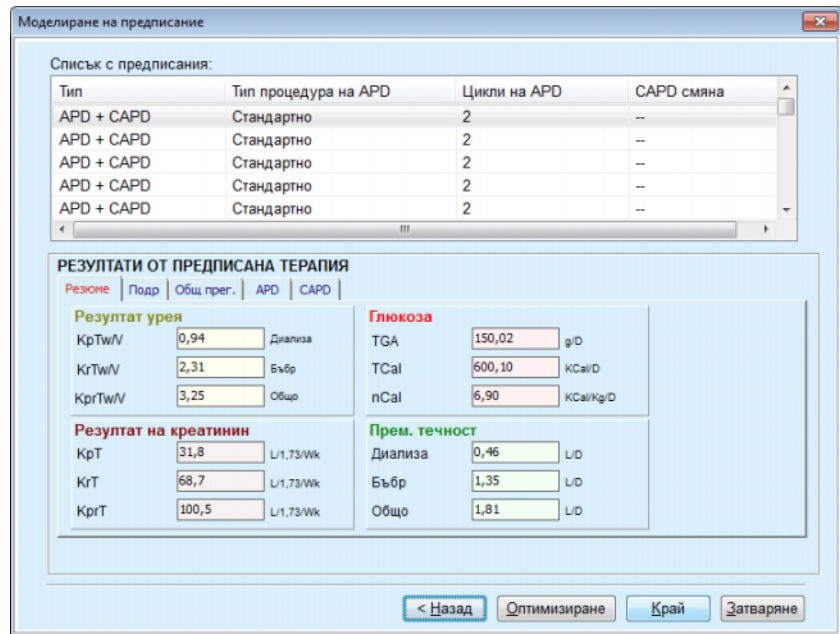 Моделиране на предписание
Списък с предписания:
Тип Тип процедура на APD Цикли на APD CAPD смяна
APD + CAPD Стандартно 2 --
APD + CAPD Стандартно 2 --
APD + CAPD Стандартно 2 --
APD + CAPD Стандартно 2 --
APD + CAPD Стандартно 2 --
РЕЗУЛТАТИ ОТ ПРЕДПИСАНА ТЕРАПИЯ
Резюме Подр Общ прег. APD CAPD
Резултат урея
KpTw/V 0,94 Диализа
KrTw/V 2,31 Бъбр
KprTw/V 3,25 Общо
Глюкоза
TGA 150,02 g/D
TCal 600,10 KCal/D
nCal 6,90 KCal/Kg/D
Резултат на креатинин
KpT 31,8 L/1,73/Wk
KrT 68,7 L/1,73/Wk
KprT 100,5 L/1,73/Wk
Прем. течност
Диализа 0,46 L/D
Бъбр 1,35 L/D
Общо 1,81 L/D
< Назад Оптимизиране Край Затваряне